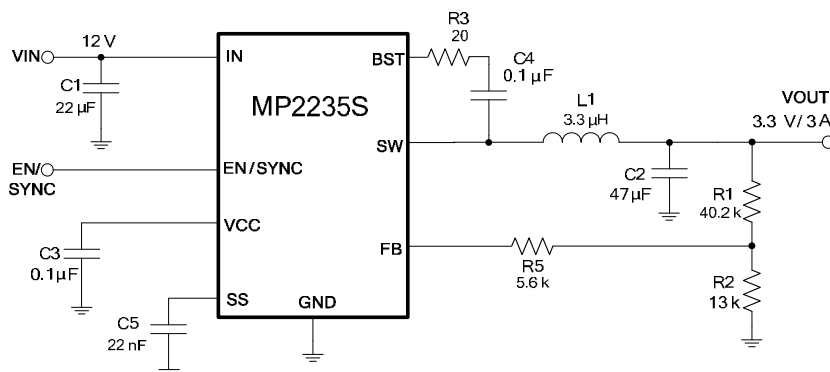 R3
20
VIN
12 V
IN
BST
C4
0.1 µF
C1
22 µF
MP2235S
L1
3.3 µH
VOUT
3.3 V/ 3 A
SW
EN/
SYNC
EN/SYNC
C2
47µF
R1
40.2 k
VCC
C3
0.1µF
FB
R5
5.6 k
R2
13 k
SS
GND
C5
22 nF